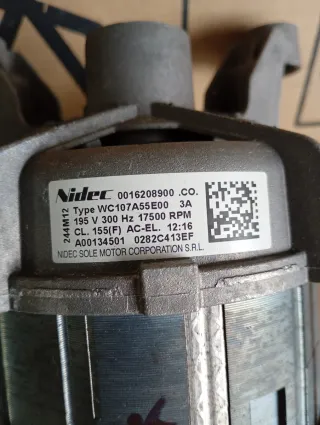 Nidec 0016208900 .CO.
Type WC107A55E00 3A
195 V 300 Hz 17500 RPM
CL. 155(F) AC-EL. 12:16
A00134501 0282C413EF
NIDEC SOLE MOTOR CORPORATION S.R.L.
244M12